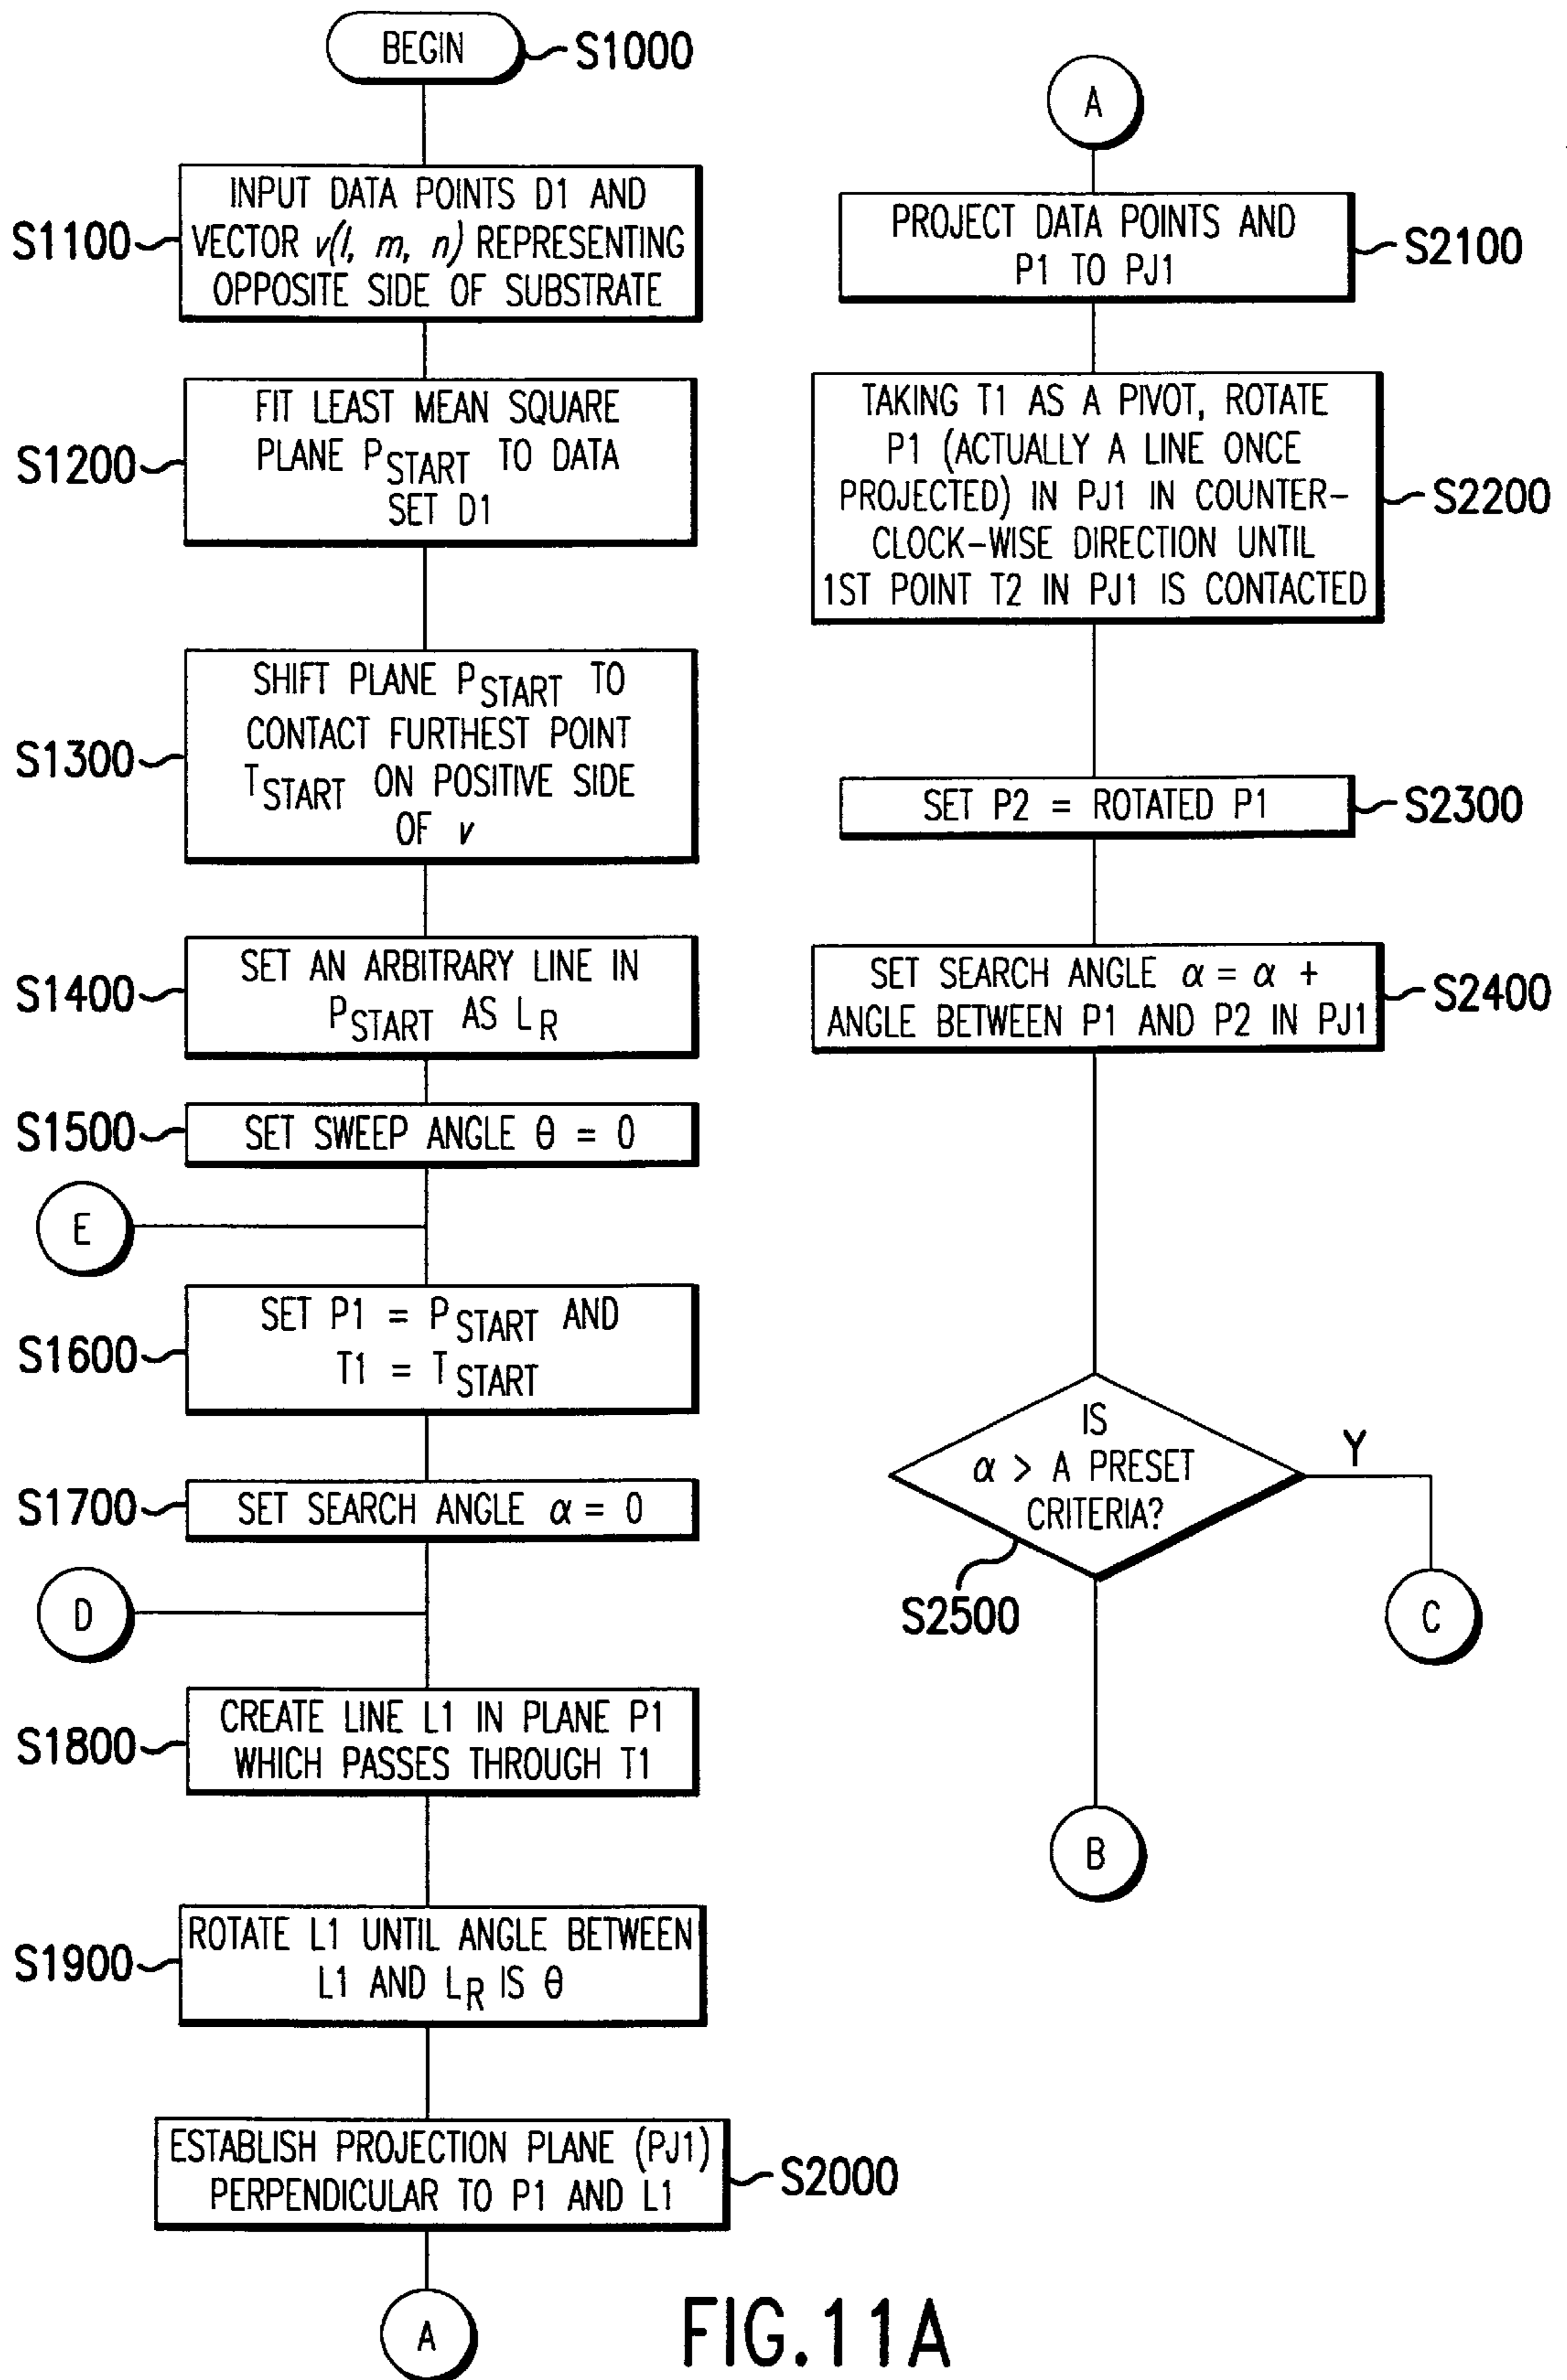 BEGIN
S1000
S1100
INPUT DATA POINTS D1 AND
VECTOR v(l, m, n) REPRESENTING
OPPOSITE SIDE OF SUBSTRATE
S1200
FIT LEAST MEAN SQUARE
PLANE PSTART TO DATA
SET D1
S1300
SHIFT PLANE PSTART TO
CONTACT FURTHEST POINT
TSTART ON POSITIVE SIDE
OF v
S1400
SET AN ARBITRARY LINE IN
PSTART AS LR
S1500
SET SWEEP ANGLE θ = 0
E
S1600
SET P1 = PSTART AND
T1 = TSTART
S1700
SET SEARCH ANGLE α = 0
D
S1800
CREATE LINE L1 IN PLANE P1
WHICH PASSES THROUGH T1
S1900
ROTATE L1 UNTIL ANGLE BETWEEN
L1 AND LR IS θ
ESTABLISH PROJECTION PLANE (PJ1)
PERPENDICULAR TO P1 AND L1
S2000
A
A
PROJECT DATA POINTS AND
P1 TO PJ1
S2100
TAKING T1 AS A PIVOT, ROTATE
P1 (ACTUALLY A LINE ONCE
PROJECTED) IN PJ1 IN COUNTER-
CLOCK-WISE DIRECTION UNTIL
1ST POINT T2 IN PJ1 IS CONTACTED
S2200
SET P2 = ROTATED P1
S2300
SET SEARCH ANGLE α = α +
ANGLE BETWEEN P1 AND P2 IN PJ1
S2400
IS
α > A PRESET
CRITERIA?
Y
S2500
C
B
FIG.11A